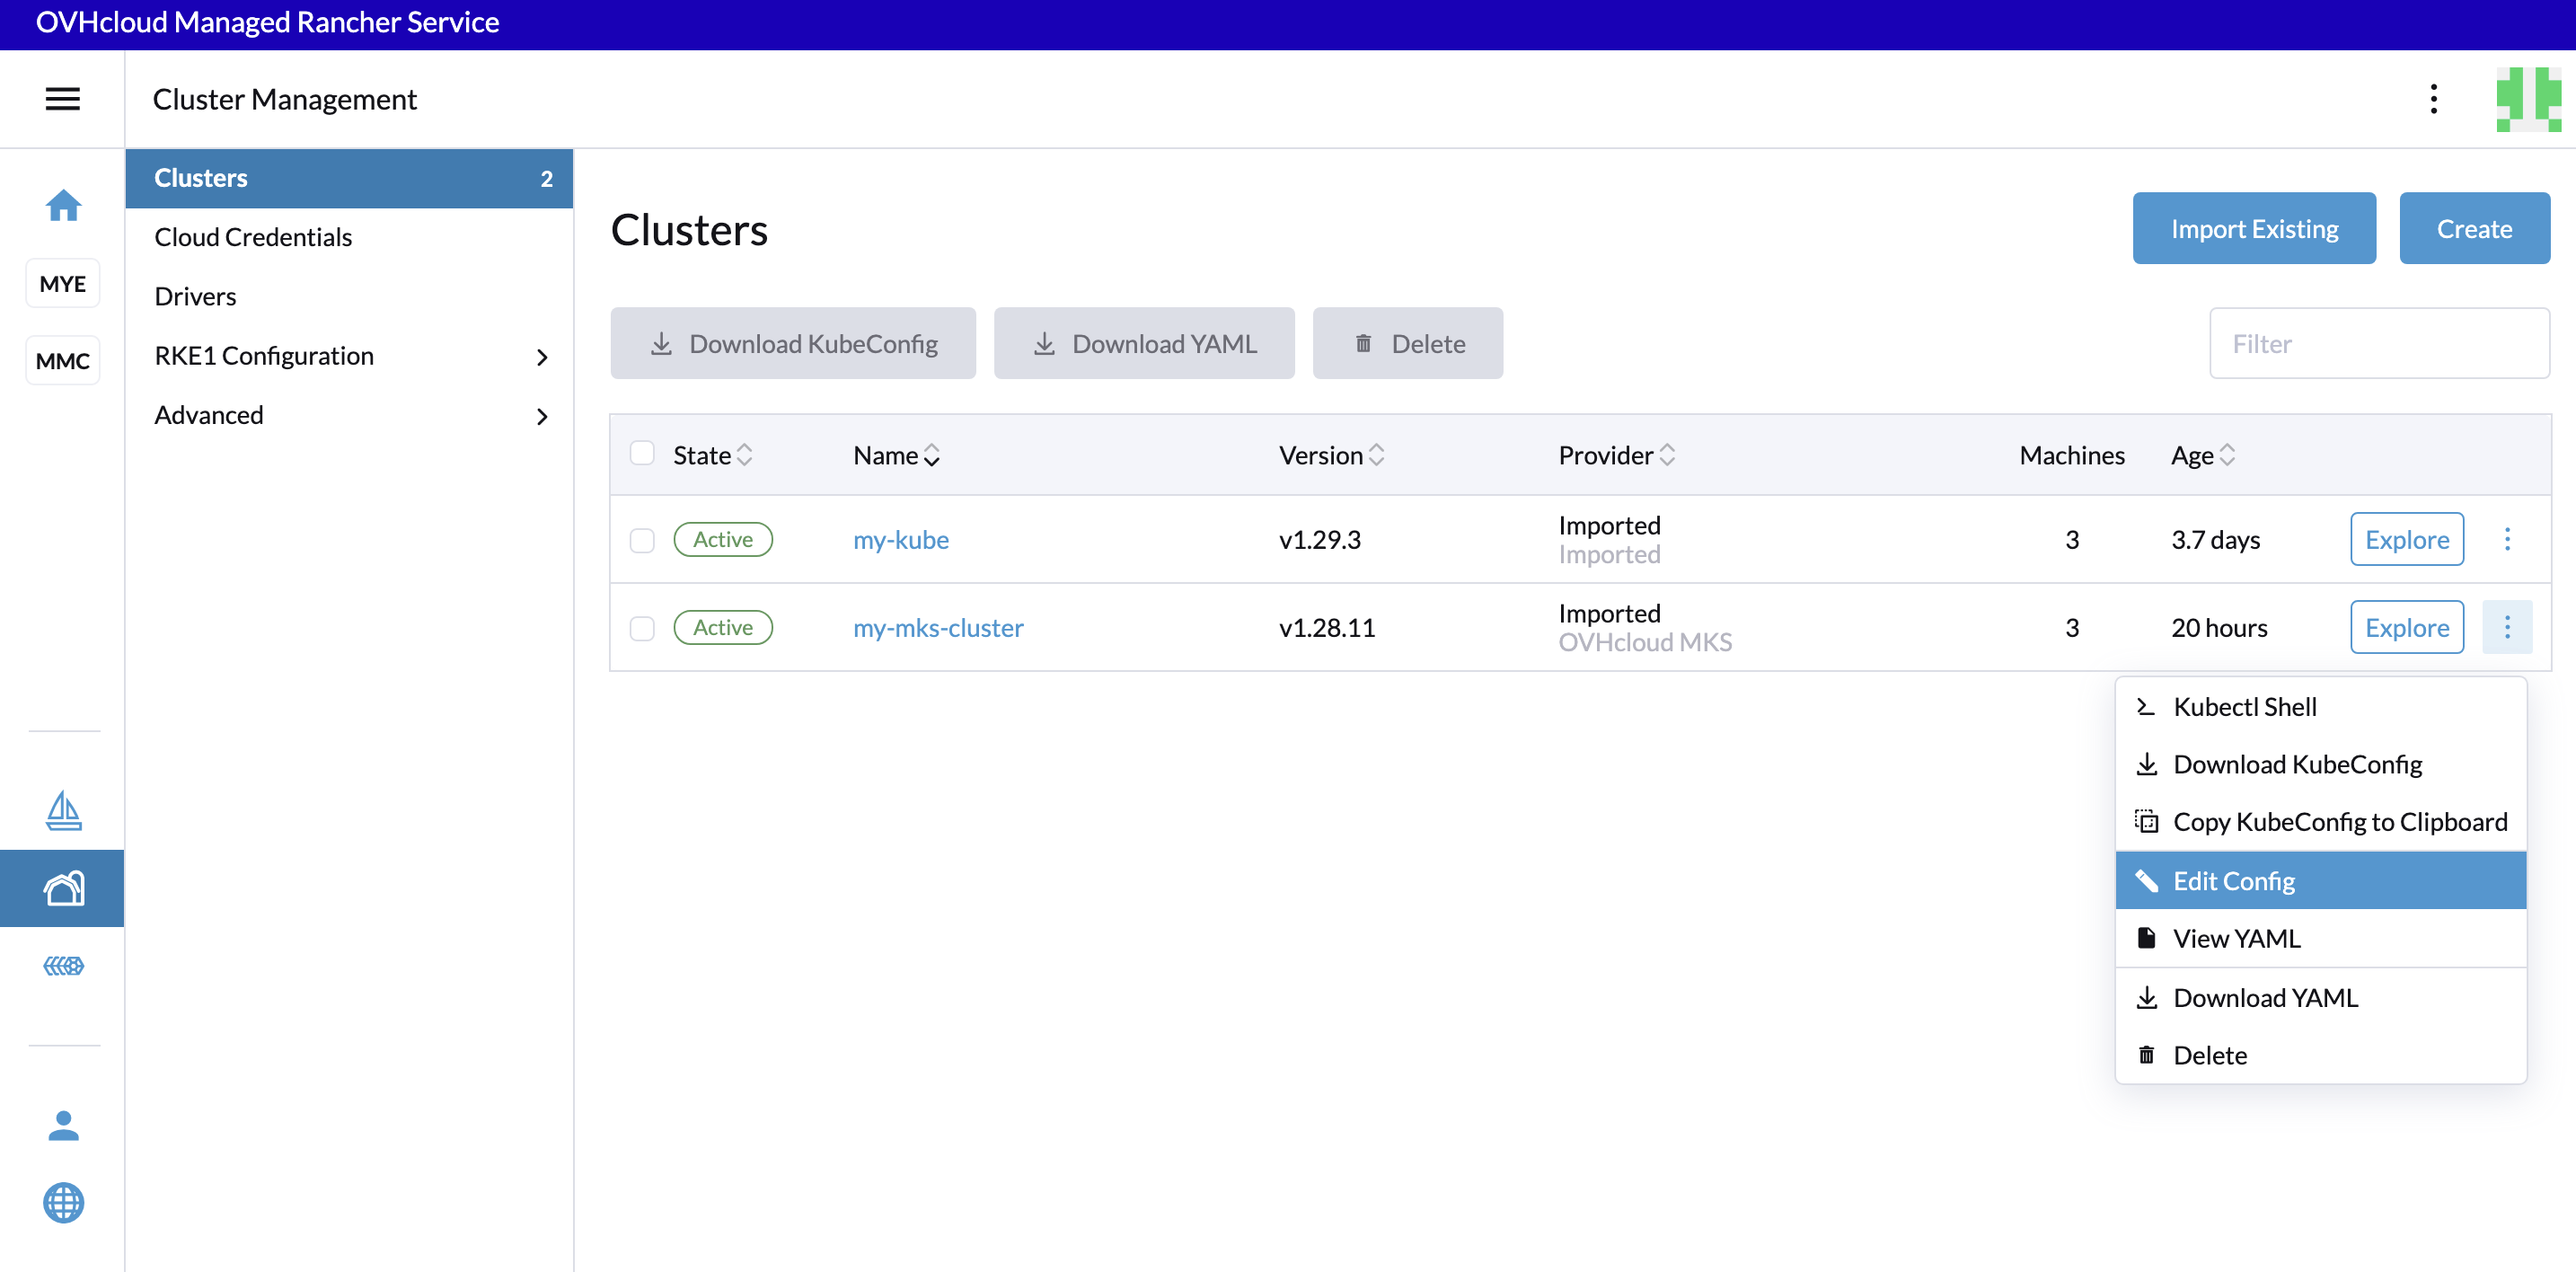 OVHcloud Managed Rancher Service
Cluster Management
MYE
MMC
Clusters 2
Cloud Credentials
Drivers
RKE1 Configuration
Advanced
Clusters
Import Existing
Create
Download KubeConfig
Download YAML
Delete
Filter
State Name Version Provider Machines Age
Active my-kube v1.29.3 Imported 3 3.7 days Explore
Imported
Active my-mks-cluster v1.28.11 Imported 3 20 hours Explore
OVHcloud MKS
Kubectl Shell
Download KubeConfig
Copy KubeConfig to Clipboard
Edit Config
View YAML
Download YAML
Delete